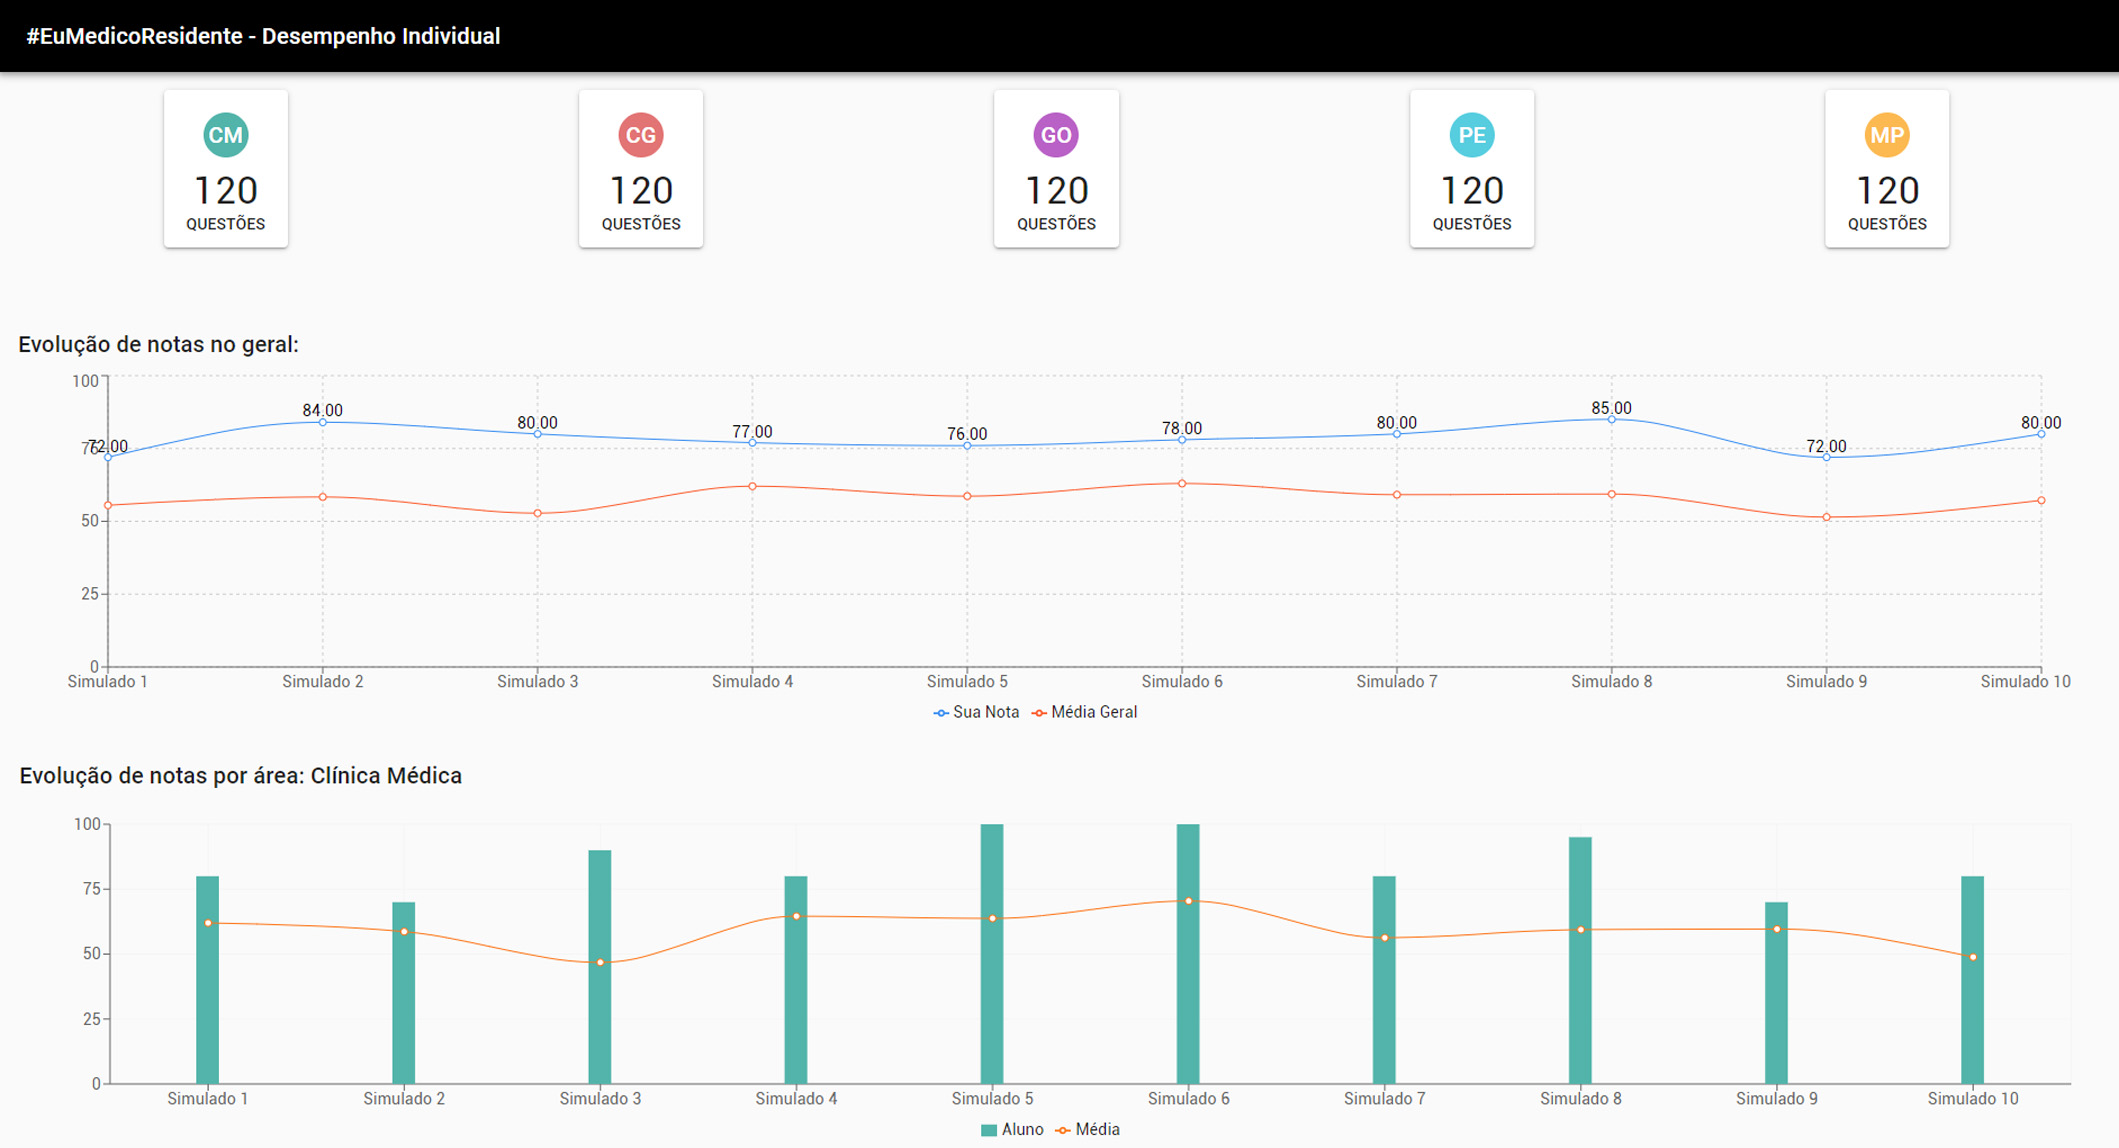 #EuMedicoResidente - Desempenho Individual
CM CG GO PE MP
120 120 120 120 120
QUESTÕES QUESTÕES QUESTÕES QUESTÕES QUESTÕES
Evolução de notas no geral:
100
75
50
25
0
72.00 84.00 80.00 77.00 76.00 78.00 80.00 85.00 72.00 80.00
Simulado 1 Simulado 2 Simulado 3 Simulado 4 Simulado 5 Simulado 6 Simulado 7 Simulado 8 Simulado 9 Simulado 10
Sua Nota Média Geral
Evolução de notas por área: Clínica Médica
100
75
50
25
0
Simulado 1 Simulado 2 Simulado 3 Simulado 4 Simulado 5 Simulado 6 Simulado 7 Simulado 8 Simulado 9 Simulado 10
Aluno Média